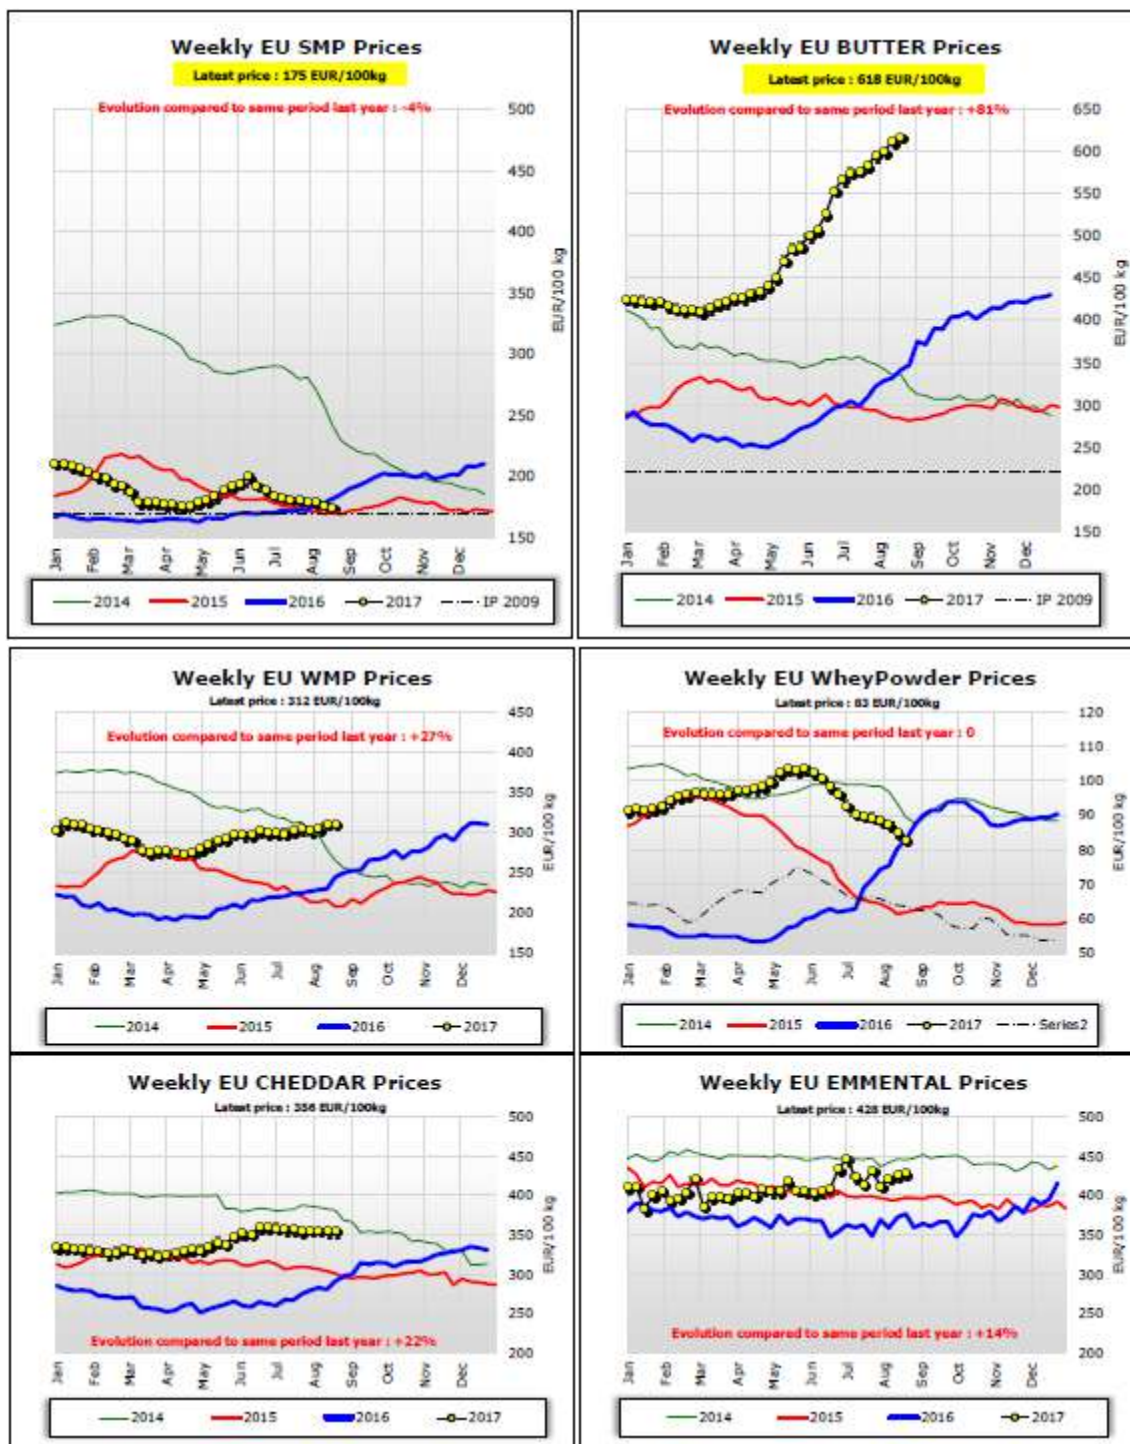 Weekly EU SMP Prices
Latest price : 175 EUR/100kg
Evolution compared to same period last year : -4%
500
450
400
350
300
250
200
150
EUR/100 kg
Jan Feb Mar Apr May Jun Jul Aug Sep Oct Nov Dec
2014 2015 2016 2017 IP 2009
Weekly EU BUTTER Prices
Latest price : 618 EUR/100kg
Evolution compared to same period last year : +81%
650
600
550
500
450
400
350
300
250
200
150
EUR/100 kg
Jan Feb Mar Apr May Jun Jul Aug Sep Oct Nov Dec
2014 2015 2016 2017 IP 2009
Weekly EU WMP Prices
Latest price : 312 EUR/100kg
Evolution compared to same period last year : +27%
450
400
350
300
250
200
150
EUR/100 kg
Jan Feb Mar Apr May Jun Jul Aug Sep Oct Nov Dec
2014 2015 2016 2017
Weekly EU WheyPowder Prices
Latest price : 83 EUR/100kg
Evolution compared to same period last year : 0
120
110
100
90
80
70
60
50
EUR/100 kg
Jan Feb Mar Apr May Jun Jul Aug Sep Oct Nov Dec
2014 2015 2016 2017 Series2
Weekly EU CHEDDAR Prices
Latest price : 356 EUR/100kg
500
450
400
350
300
250
200
EUR/100 kg
Evolution compared to same period last year : +22%
Jan Feb Mar Apr May Jun Jul Aug Sep Oct Nov Dec
2014 2015 2016 2017
Weekly EU EMMENTAL Prices
Latest price : 428 EUR/100kg
500
450
400
350
300
250
200
EUR/100 kg
Evolution compared to same period last year : +14%
Jan Feb Mar Apr May Jun Jul Aug Sep Oct Nov Dec
2014 2015 2016 2017